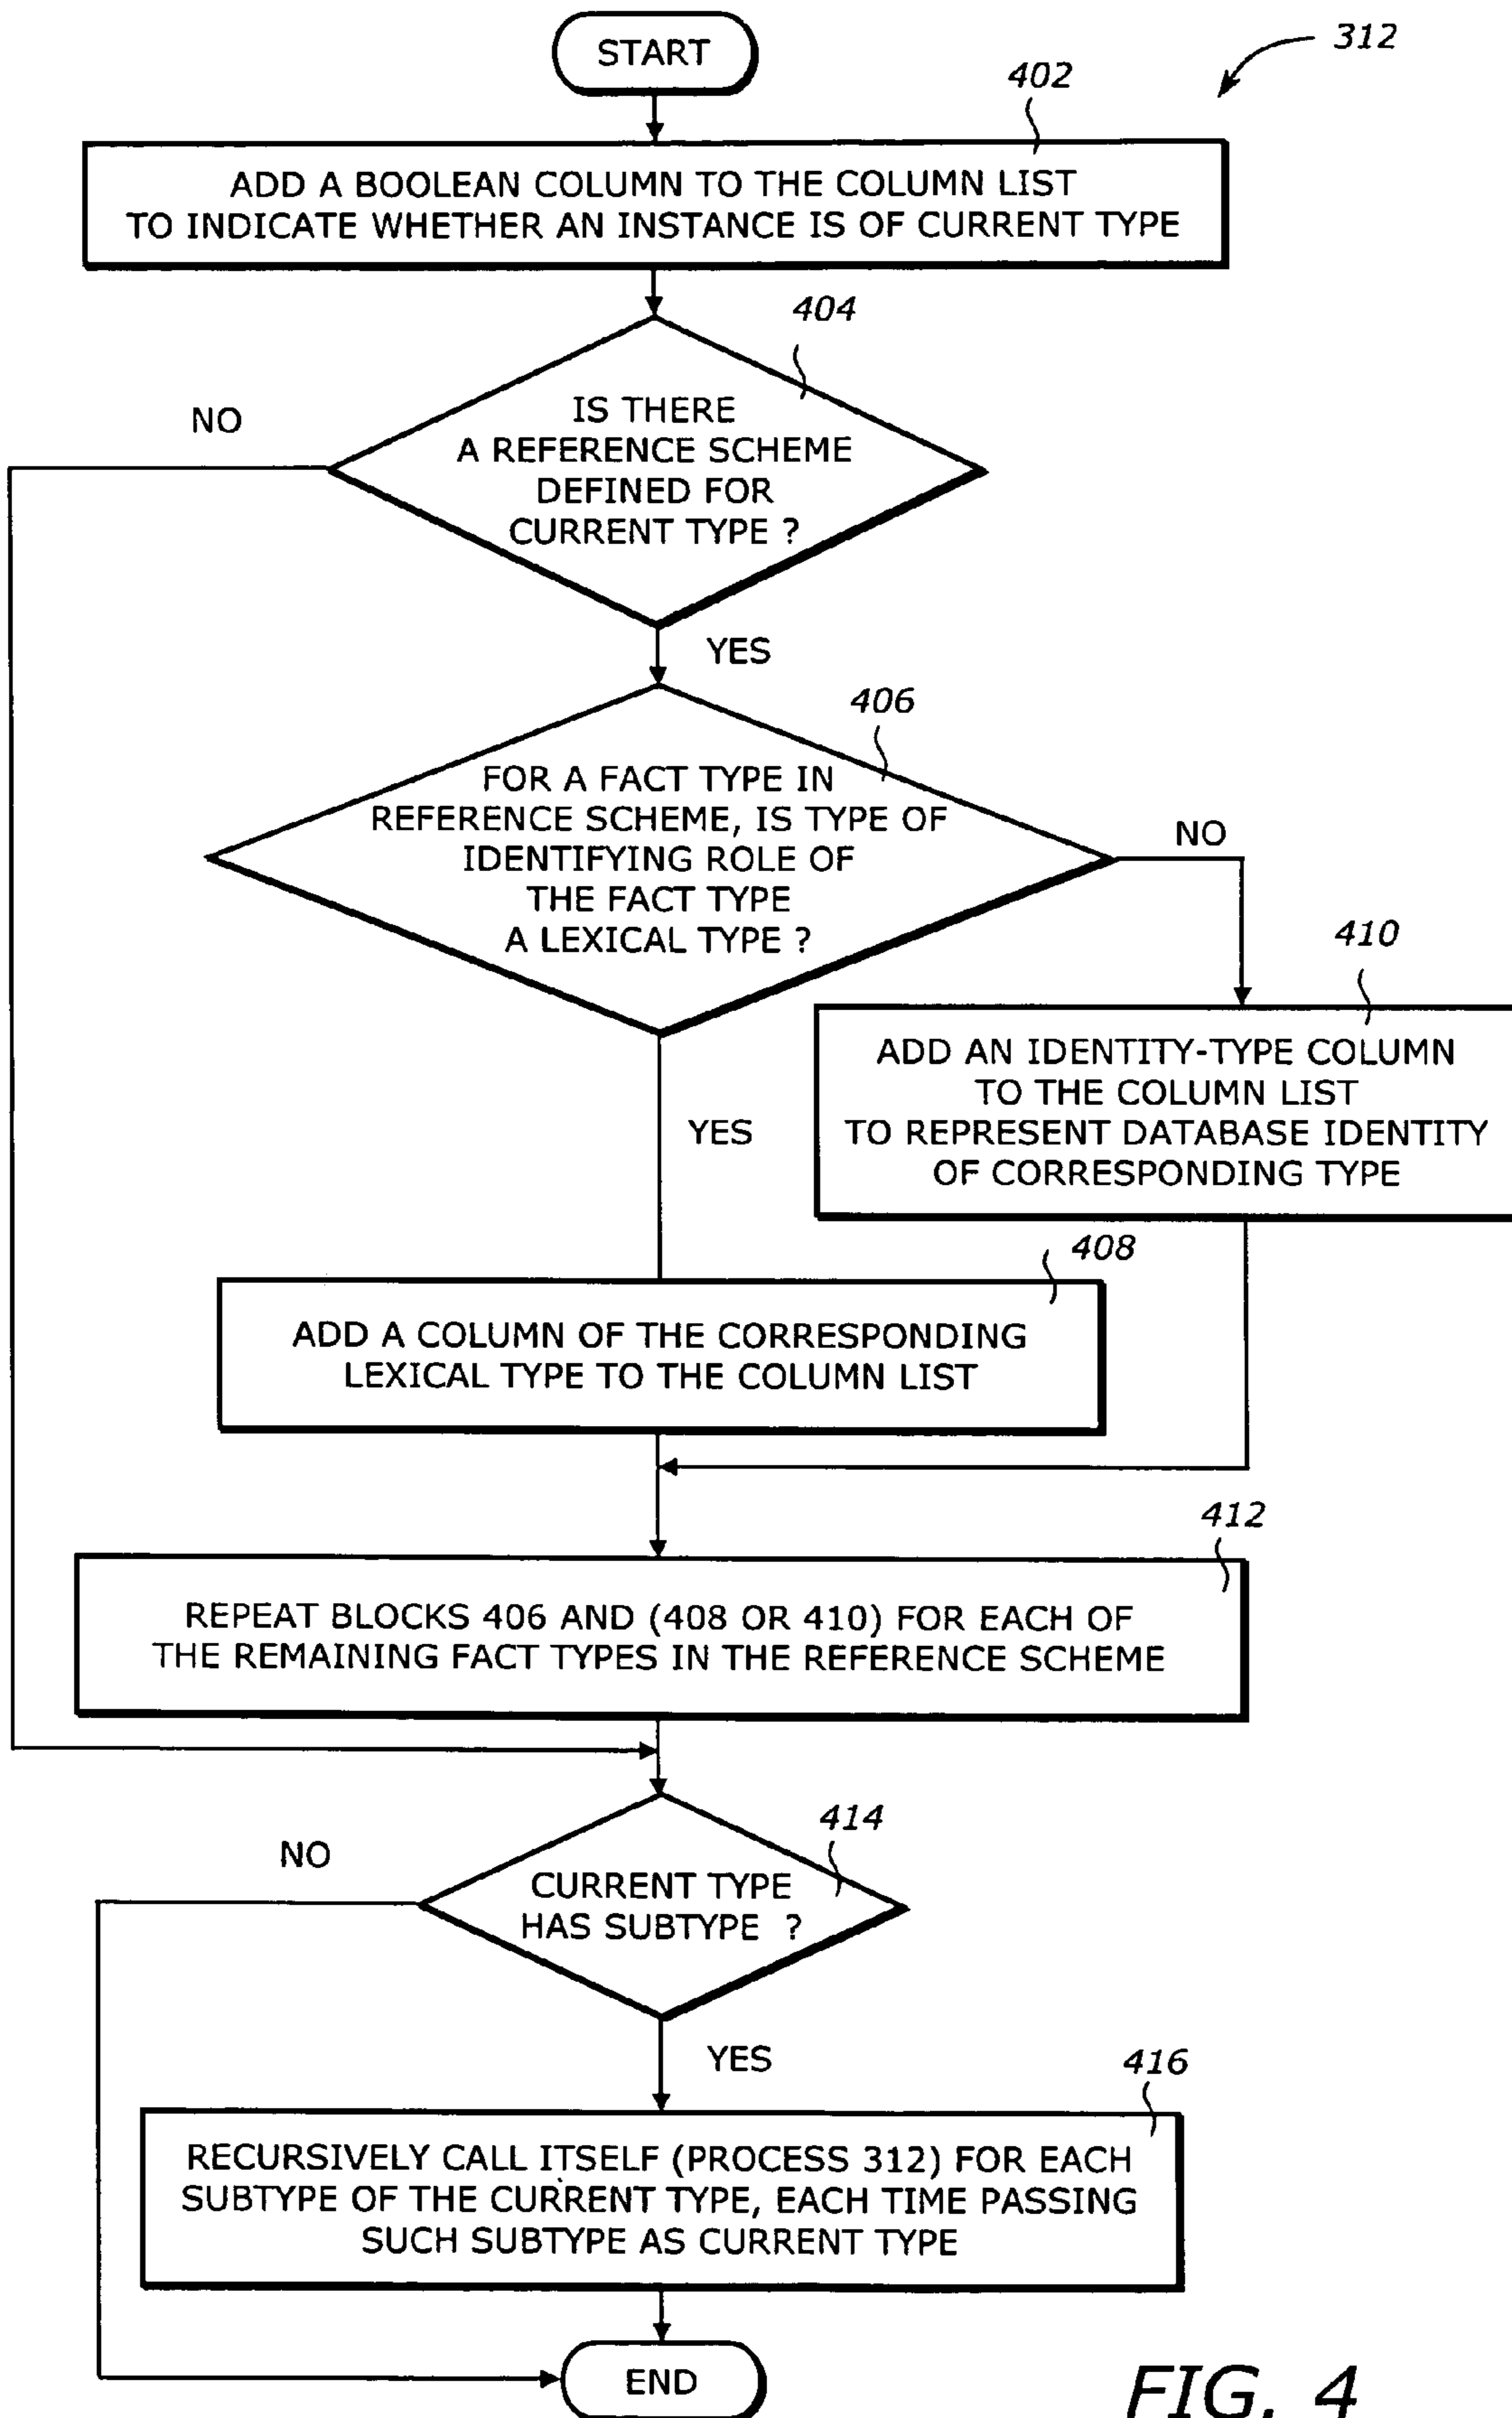 START
312
402
ADD A BOOLEAN COLUMN TO THE COLUMN LIST
TO INDICATE WHETHER AN INSTANCE IS OF CURRENT TYPE
404
NO
IS THERE
A REFERENCE SCHEME
DEFINED FOR
CURRENT TYPE ?
YES
406
FOR A FACT TYPE IN
REFERENCE SCHEME, IS TYPE OF
IDENTIFYING ROLE OF
THE FACT TYPE
A LEXICAL TYPE ?
NO
410
ADD AN IDENTITY-TYPE COLUMN
TO THE COLUMN LIST
TO REPRESENT DATABASE IDENTITY
OF CORRESPONDING TYPE
YES
408
ADD A COLUMN OF THE CORRESPONDING
LEXICAL TYPE TO THE COLUMN LIST
412
REPEAT BLOCKS 406 AND (408 OR 410) FOR EACH OF
THE REMAINING FACT TYPES IN THE REFERENCE SCHEME
414
NO
CURRENT TYPE
HAS SUBTYPE ?
YES
416
RECURSIVELY CALL ITSELF (PROCESS 312) FOR EACH
SUBTYPE OF THE CURRENT TYPE, EACH TIME PASSING
SUCH SUBTYPE AS CURRENT TYPE
END
FIG. 4